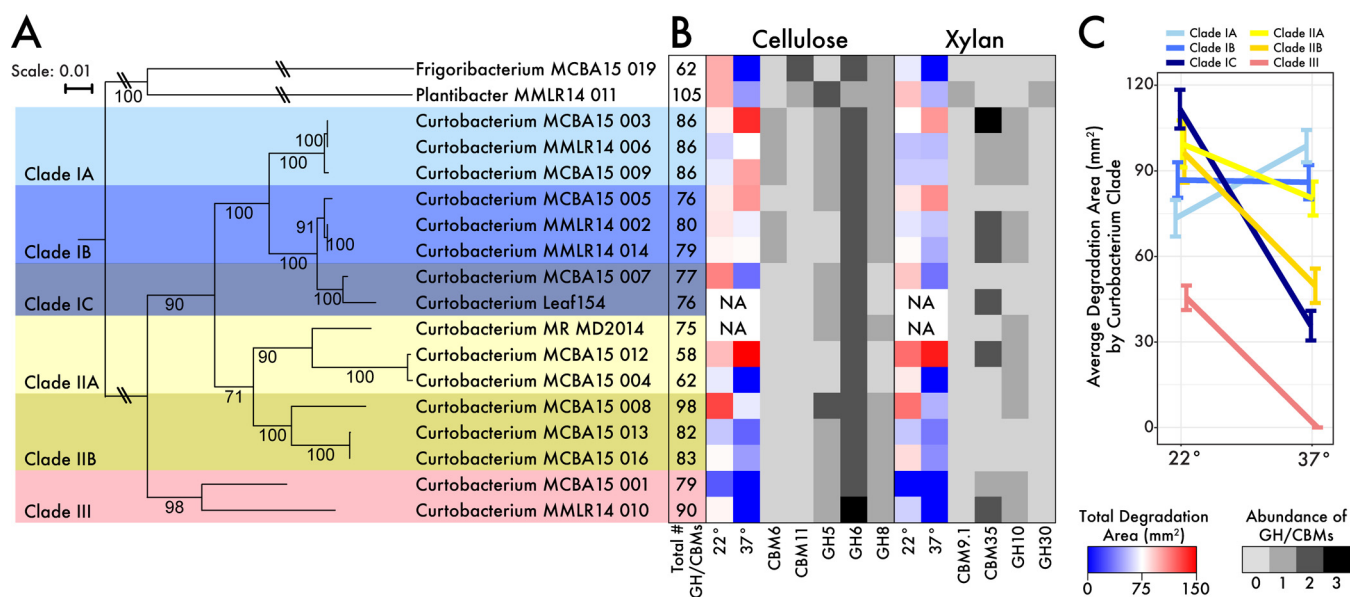 A
Scale: 0.01
100
Frigoribacterium MCBA15 019
Plantibacter MMLR14 011
Curtobacterium MCBA15 003
Curtobacterium MMLR14 006
Curtobacterium MCBA15 009
Curtobacterium MCBA15 005
Curtobacterium MMLR14 002
Curtobacterium MMLR14 014
Curtobacterium MCBA15 007
Curtobacterium Leaf154
Curtobacterium MR MD2014
Curtobacterium MCBA15 012
Curtobacterium MCBA15 004
Curtobacterium MCBA15 008
Curtobacterium MCBA15 013
Curtobacterium MCBA15 016
Curtobacterium MCBA15 001
Curtobacterium MMLR14 010
Clade IA
Clade IB
Clade IC
Clade IIA
Clade IIB
Clade III
100
100
100
91
100
100
100
90
90
100
71
100
100
98
B
Cellulose
Xylan
62
105
86
86
86
76
80
79
77
76
75
58
62
98
82
83
79
90
NA
NA
NA
NA
Total #
GH/CBMs
22°
37°
CBM6
CBM11
GH5
GH6
GH8
22°
37°
CBM9.1
CBM35
GH10
GH30
C
Clade IA
Clade IB
Clade IC
Clade IIA
Clade IIB
Clade III
Average Degradation Area (mm²)
by Curtobacterium Clade
120
90
60
30
0
22°
37°
Total Degradation
Area (mm²)
0 75 150
Abundance of
GH/CBMs
0 1 2 3